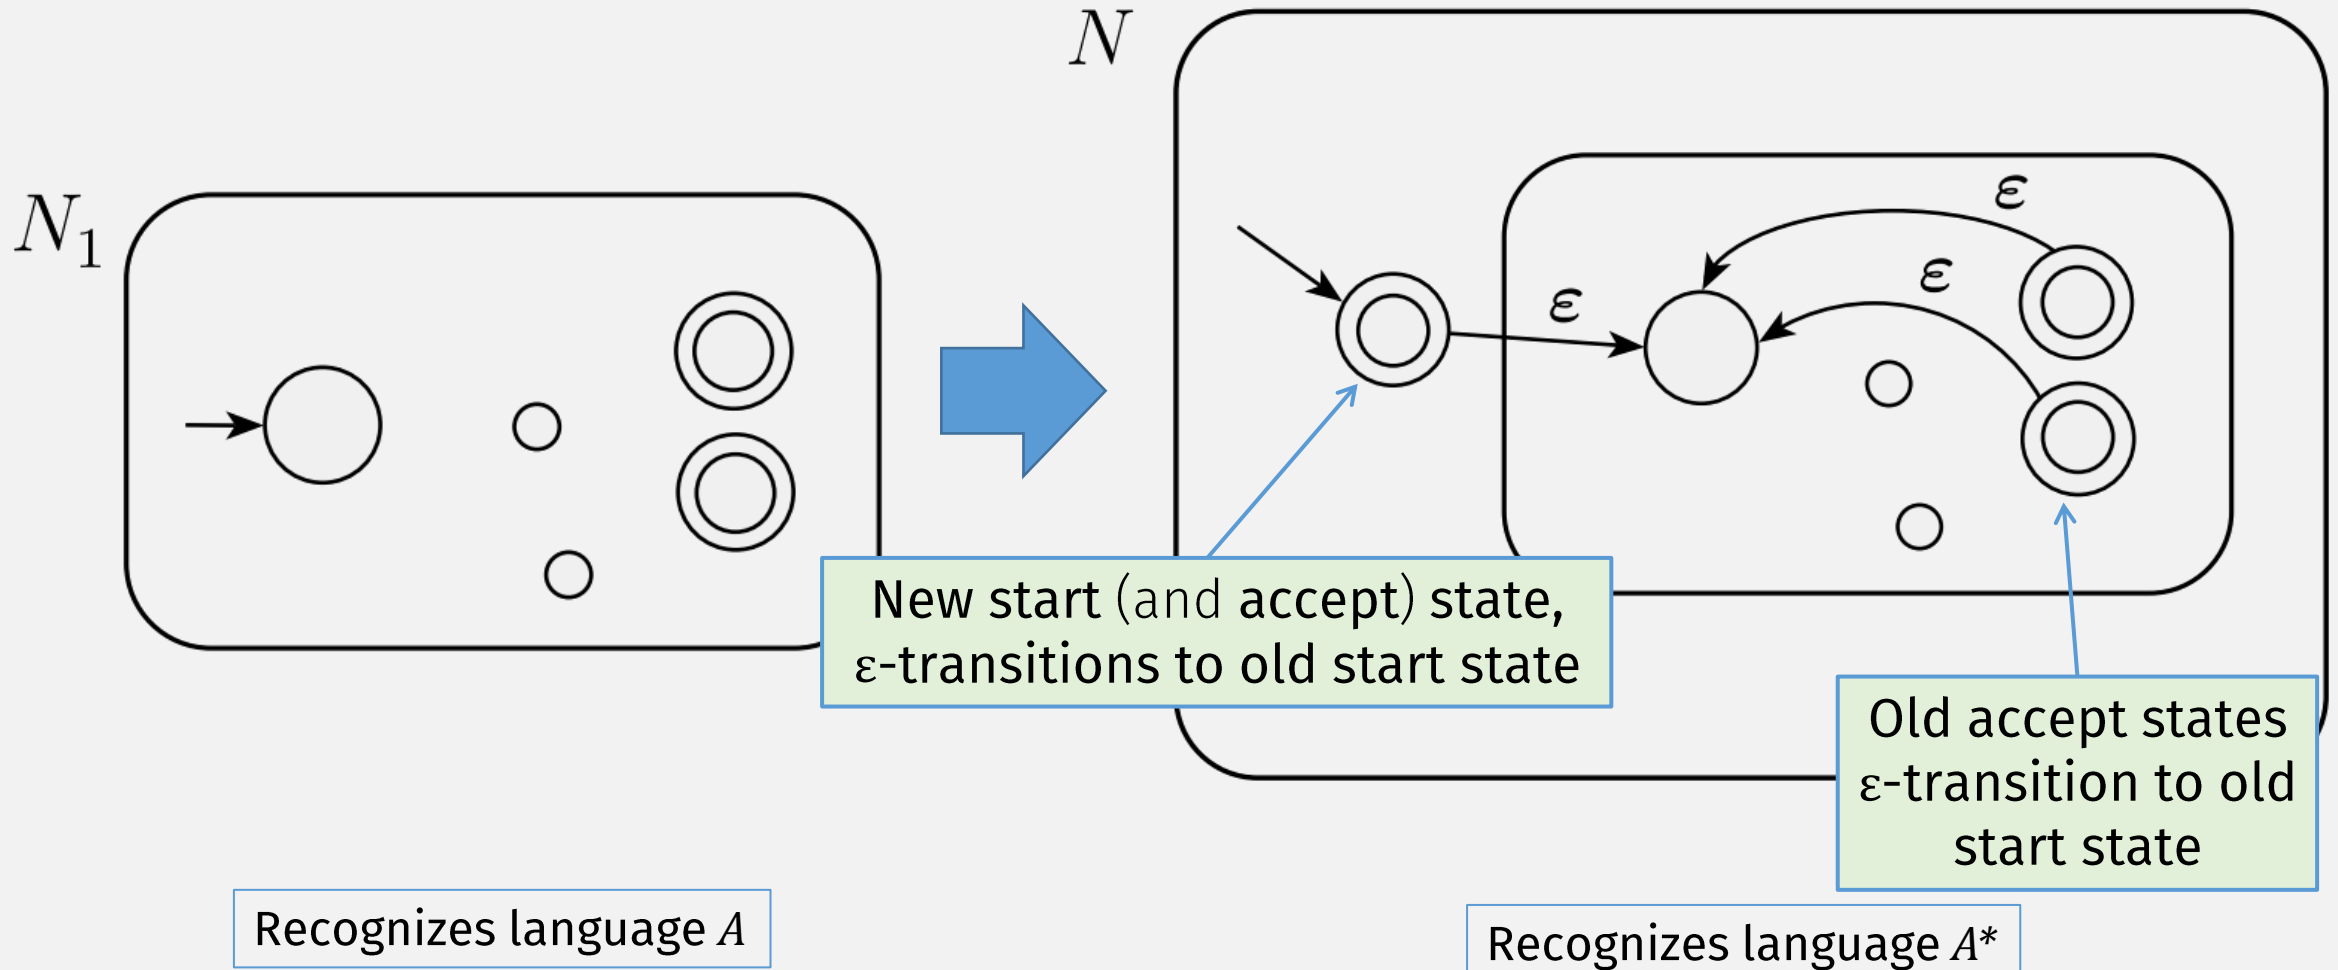 N
N₁
ε
ε
ε
New start (and accept) state,
ε-transitions to old start state
Old accept states
ε-transition to old
start state
Recognizes language A
Recognizes language A*